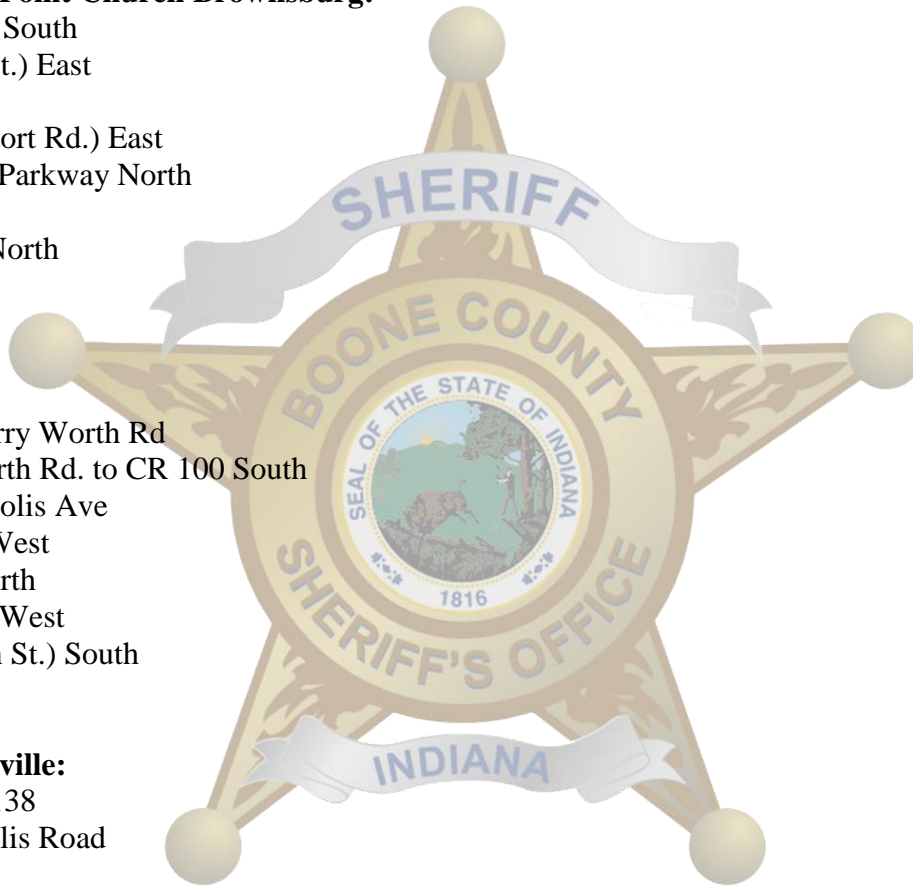 Point Church Brownsburg:
South
t.) East
ort Rd.) East
Parkway North
North
rry Worth Rd
rth Rd. to CR 100 South
olis Ave
West
rth
West
n St.) South
ville:
138
lis Road
SHERIFF
BOONE COUNTY
SEAL OF THE STATE OF INDIANA
1816
SHERIFF'S OFFICE
INDIANA